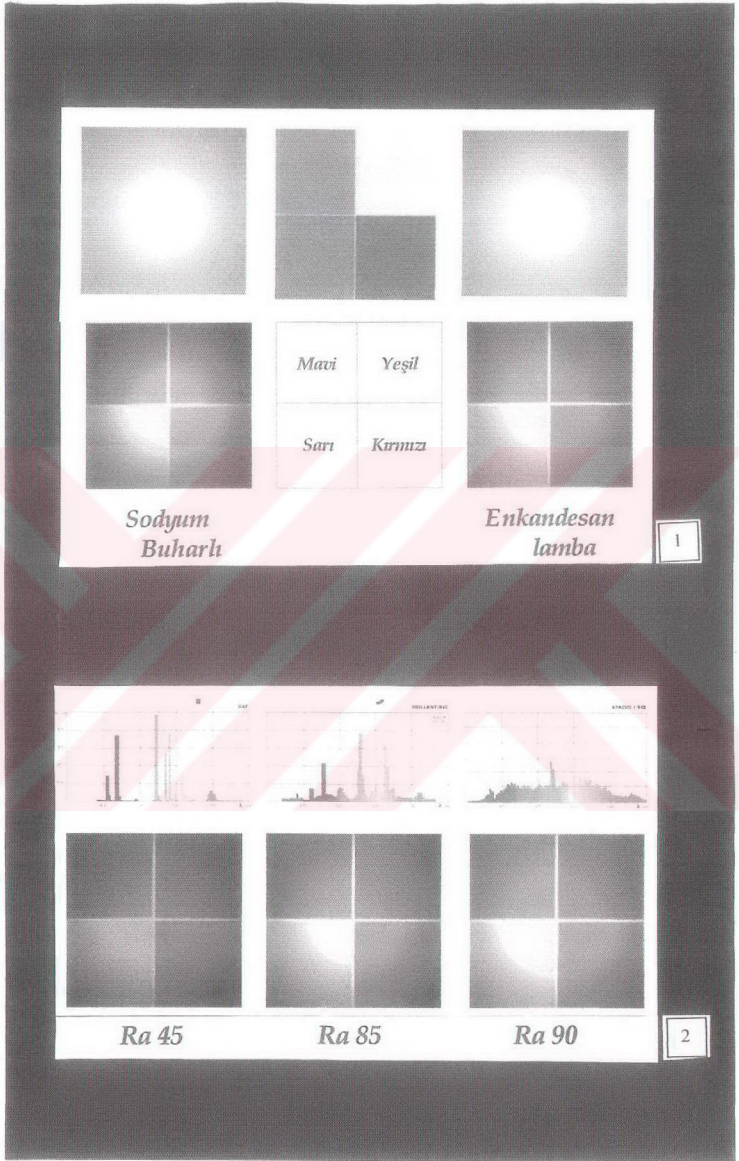 Mavi
Yeşil
Sarı
Kırmızı
Sodyum
Buharlı
Enkandesan
lamba
1
Ra 45
Ra 85
Ra 90
2